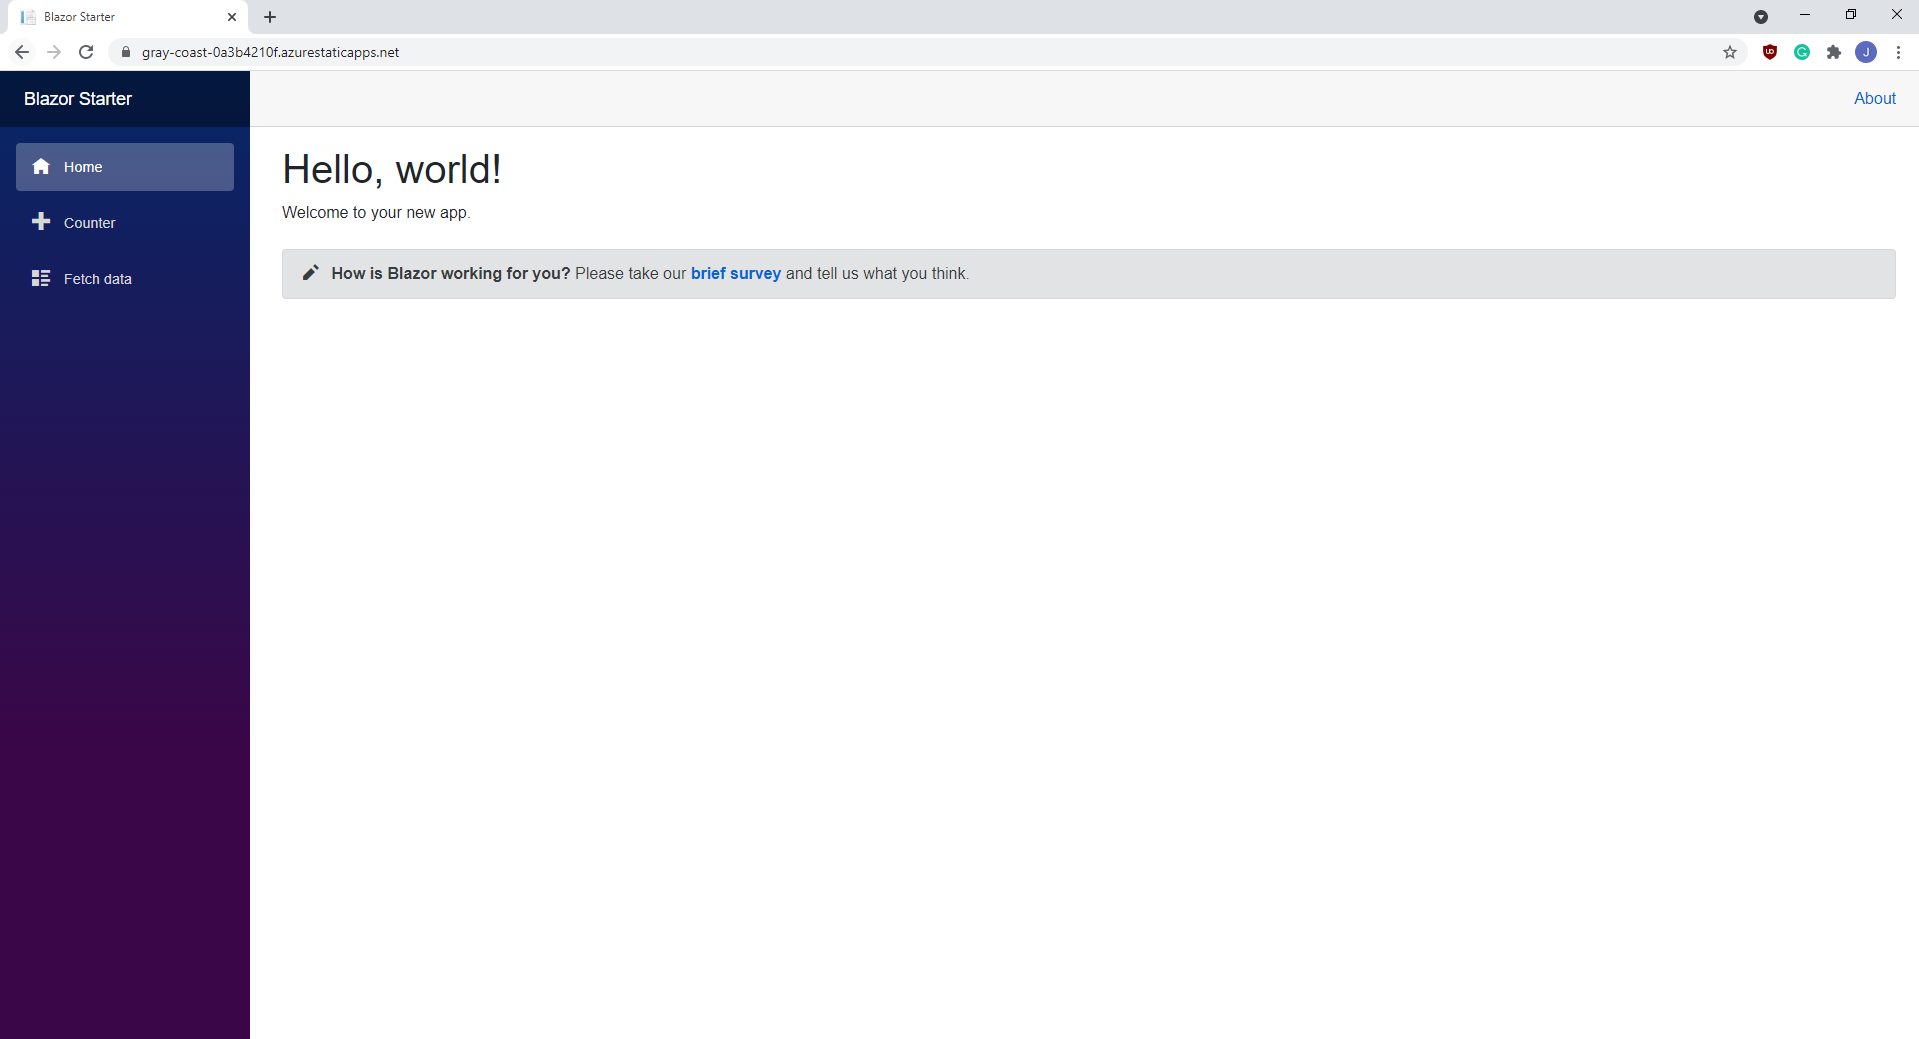 Blazor Starter
gray-coast-0a3b4210f.azurestaticapps.net
J
Blazor Starter
About
Home
Counter
Fetch data
Hello, world!
Welcome to your new app.
How is Blazor working for you? Please take our brief survey and tell us what you think.